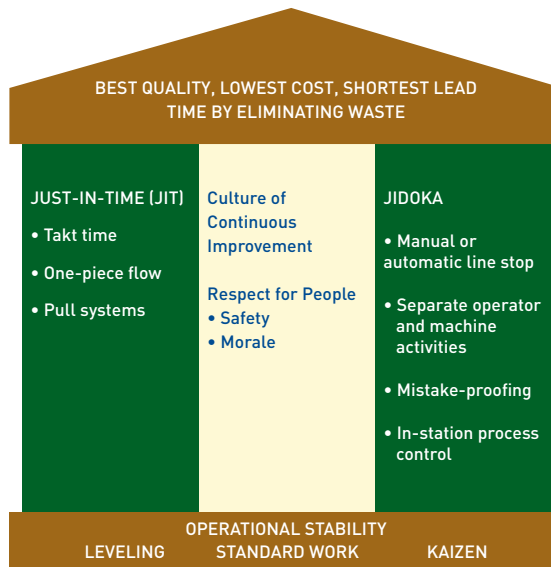 BEST QUALITY, LOWEST COST, SHORTEST LEAD
TIME BY ELIMINATING WASTE
JUST-IN-TIME (JIT)
• Takt time
• One-piece flow
• Pull systems
Culture of
Continuous
Improvement
Respect for People
• Safety
• Morale
JIDOKA
• Manual or
automatic line stop
• Separate operator
and machine
activities
• Mistake-proofing
• In-station process
control
OPERATIONAL STABILITY
LEVELING STANDARD WORK KAIZEN